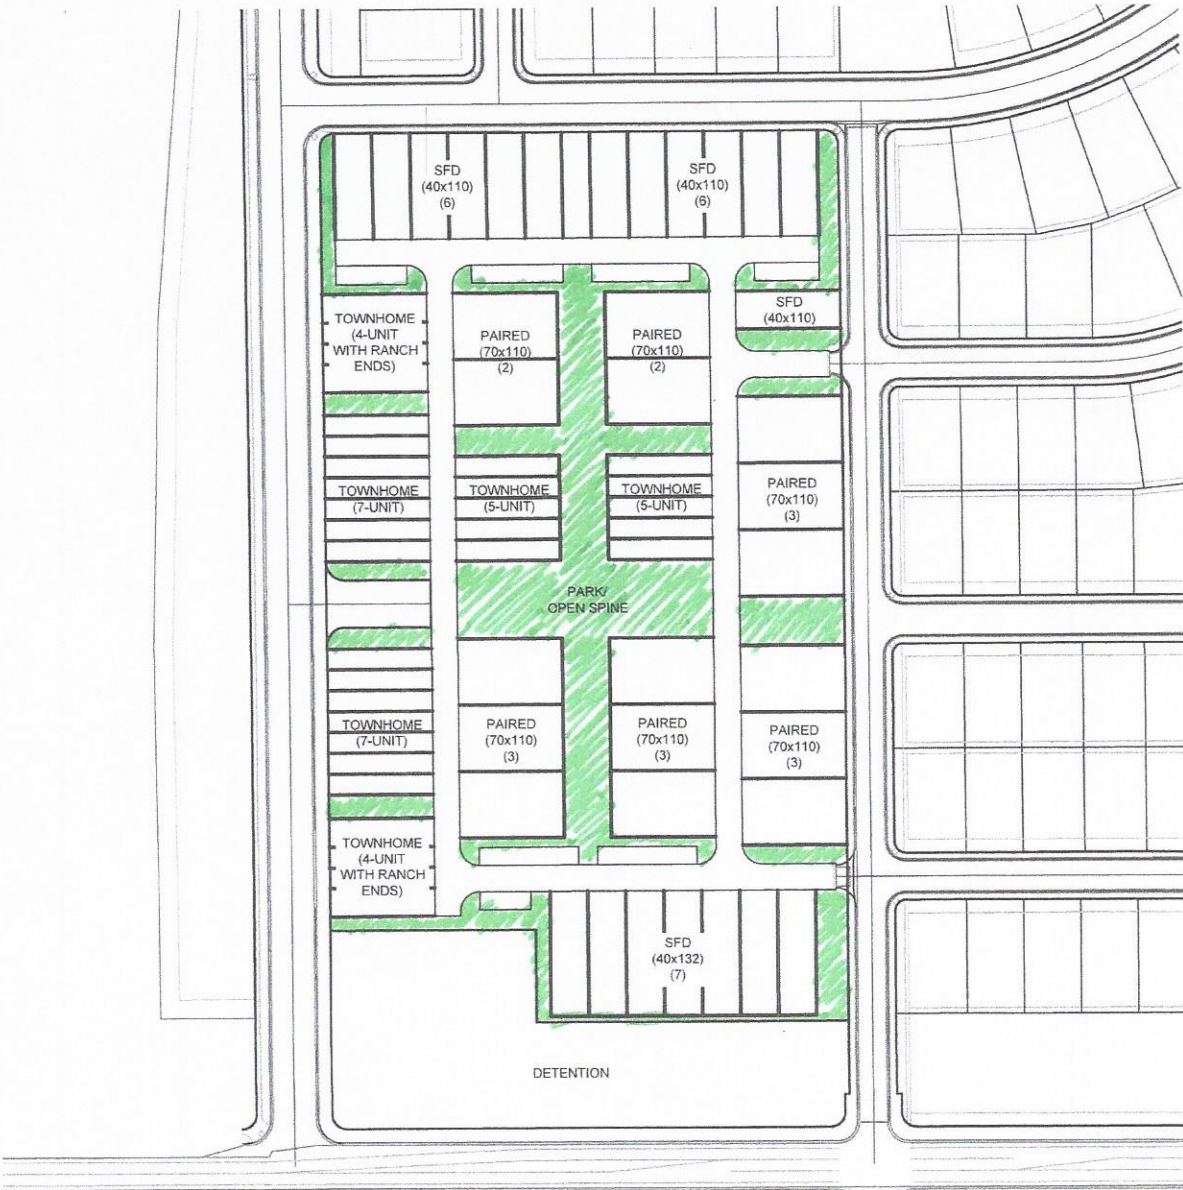 SFD
(40x110)
(6)
SFD
(40x110)
(6)
SFD
(40x110)
TOWNHOME
(4-UNIT
WITH RANCH
ENDS)
PAIRED
(70x110)
(2)
PAIRED
(70x110)
(2)
TOWNHOME
(7-UNIT)
TOWNHOME
(5-UNIT)
TOWNHOME
(5-UNIT)
PAIRED
(70x110)
(3)
PARK/
OPEN SPINE
TOWNHOME
(7-UNIT)
PAIRED
(70x110)
(3)
PAIRED
(70x110)
(3)
PAIRED
(70x110)
(3)
TOWNHOME
(4-UNIT
WITH RANCH
ENDS)
SFD
(40x132)
(7)
DETENTION